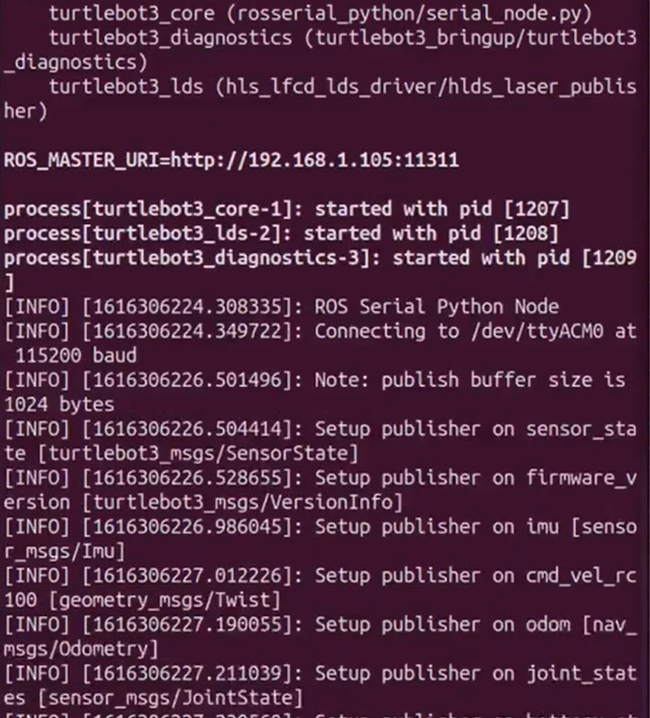 turtlebot3_core (rosserial_python/serial_node.py)
turtlebot3_diagnostics (turtlebot3_bringup/turtlebot3
_diagnostics)
turtlebot3_lds (hls_lfcd_lds_driver/hlds_laser_publis
her)
ROS_MASTER_URI=http://192.168.1.105:11311
process[turtlebot3_core-1]: started with pid [1207]
process[turtlebot3_lds-2]: started with pid [1208]
process[turtlebot3_diagnostics-3]: started with pid [1209
]
[INFO] [1616306224.308335]: ROS Serial Python Node
[INFO] [1616306224.349722]: Connecting to /dev/ttyACM0 at
115200 baud
[INFO] [1616306226.501496]: Note: publish buffer size is
1024 bytes
[INFO] [1616306226.504414]: Setup publisher on sensor_sta
te [turtlebot3_msgs/SensorState]
[INFO] [1616306226.528655]: Setup publisher on firmware_v
ersion [turtlebot3_msgs/VersionInfo]
[INFO] [1616306226.986045]: Setup publisher on imu [senso
r_msgs/Imu]
[INFO] [1616306227.012226]: Setup publisher on cmd_vel_rc
100 [geometry_msgs/Twist]
[INFO] [1616306227.190055]: Setup publisher on odom [nav_
msgs/Odometry]
[INFO] [1616306227.211039]: Setup publisher on joint_stat
es [sensor_msgs/JointState]